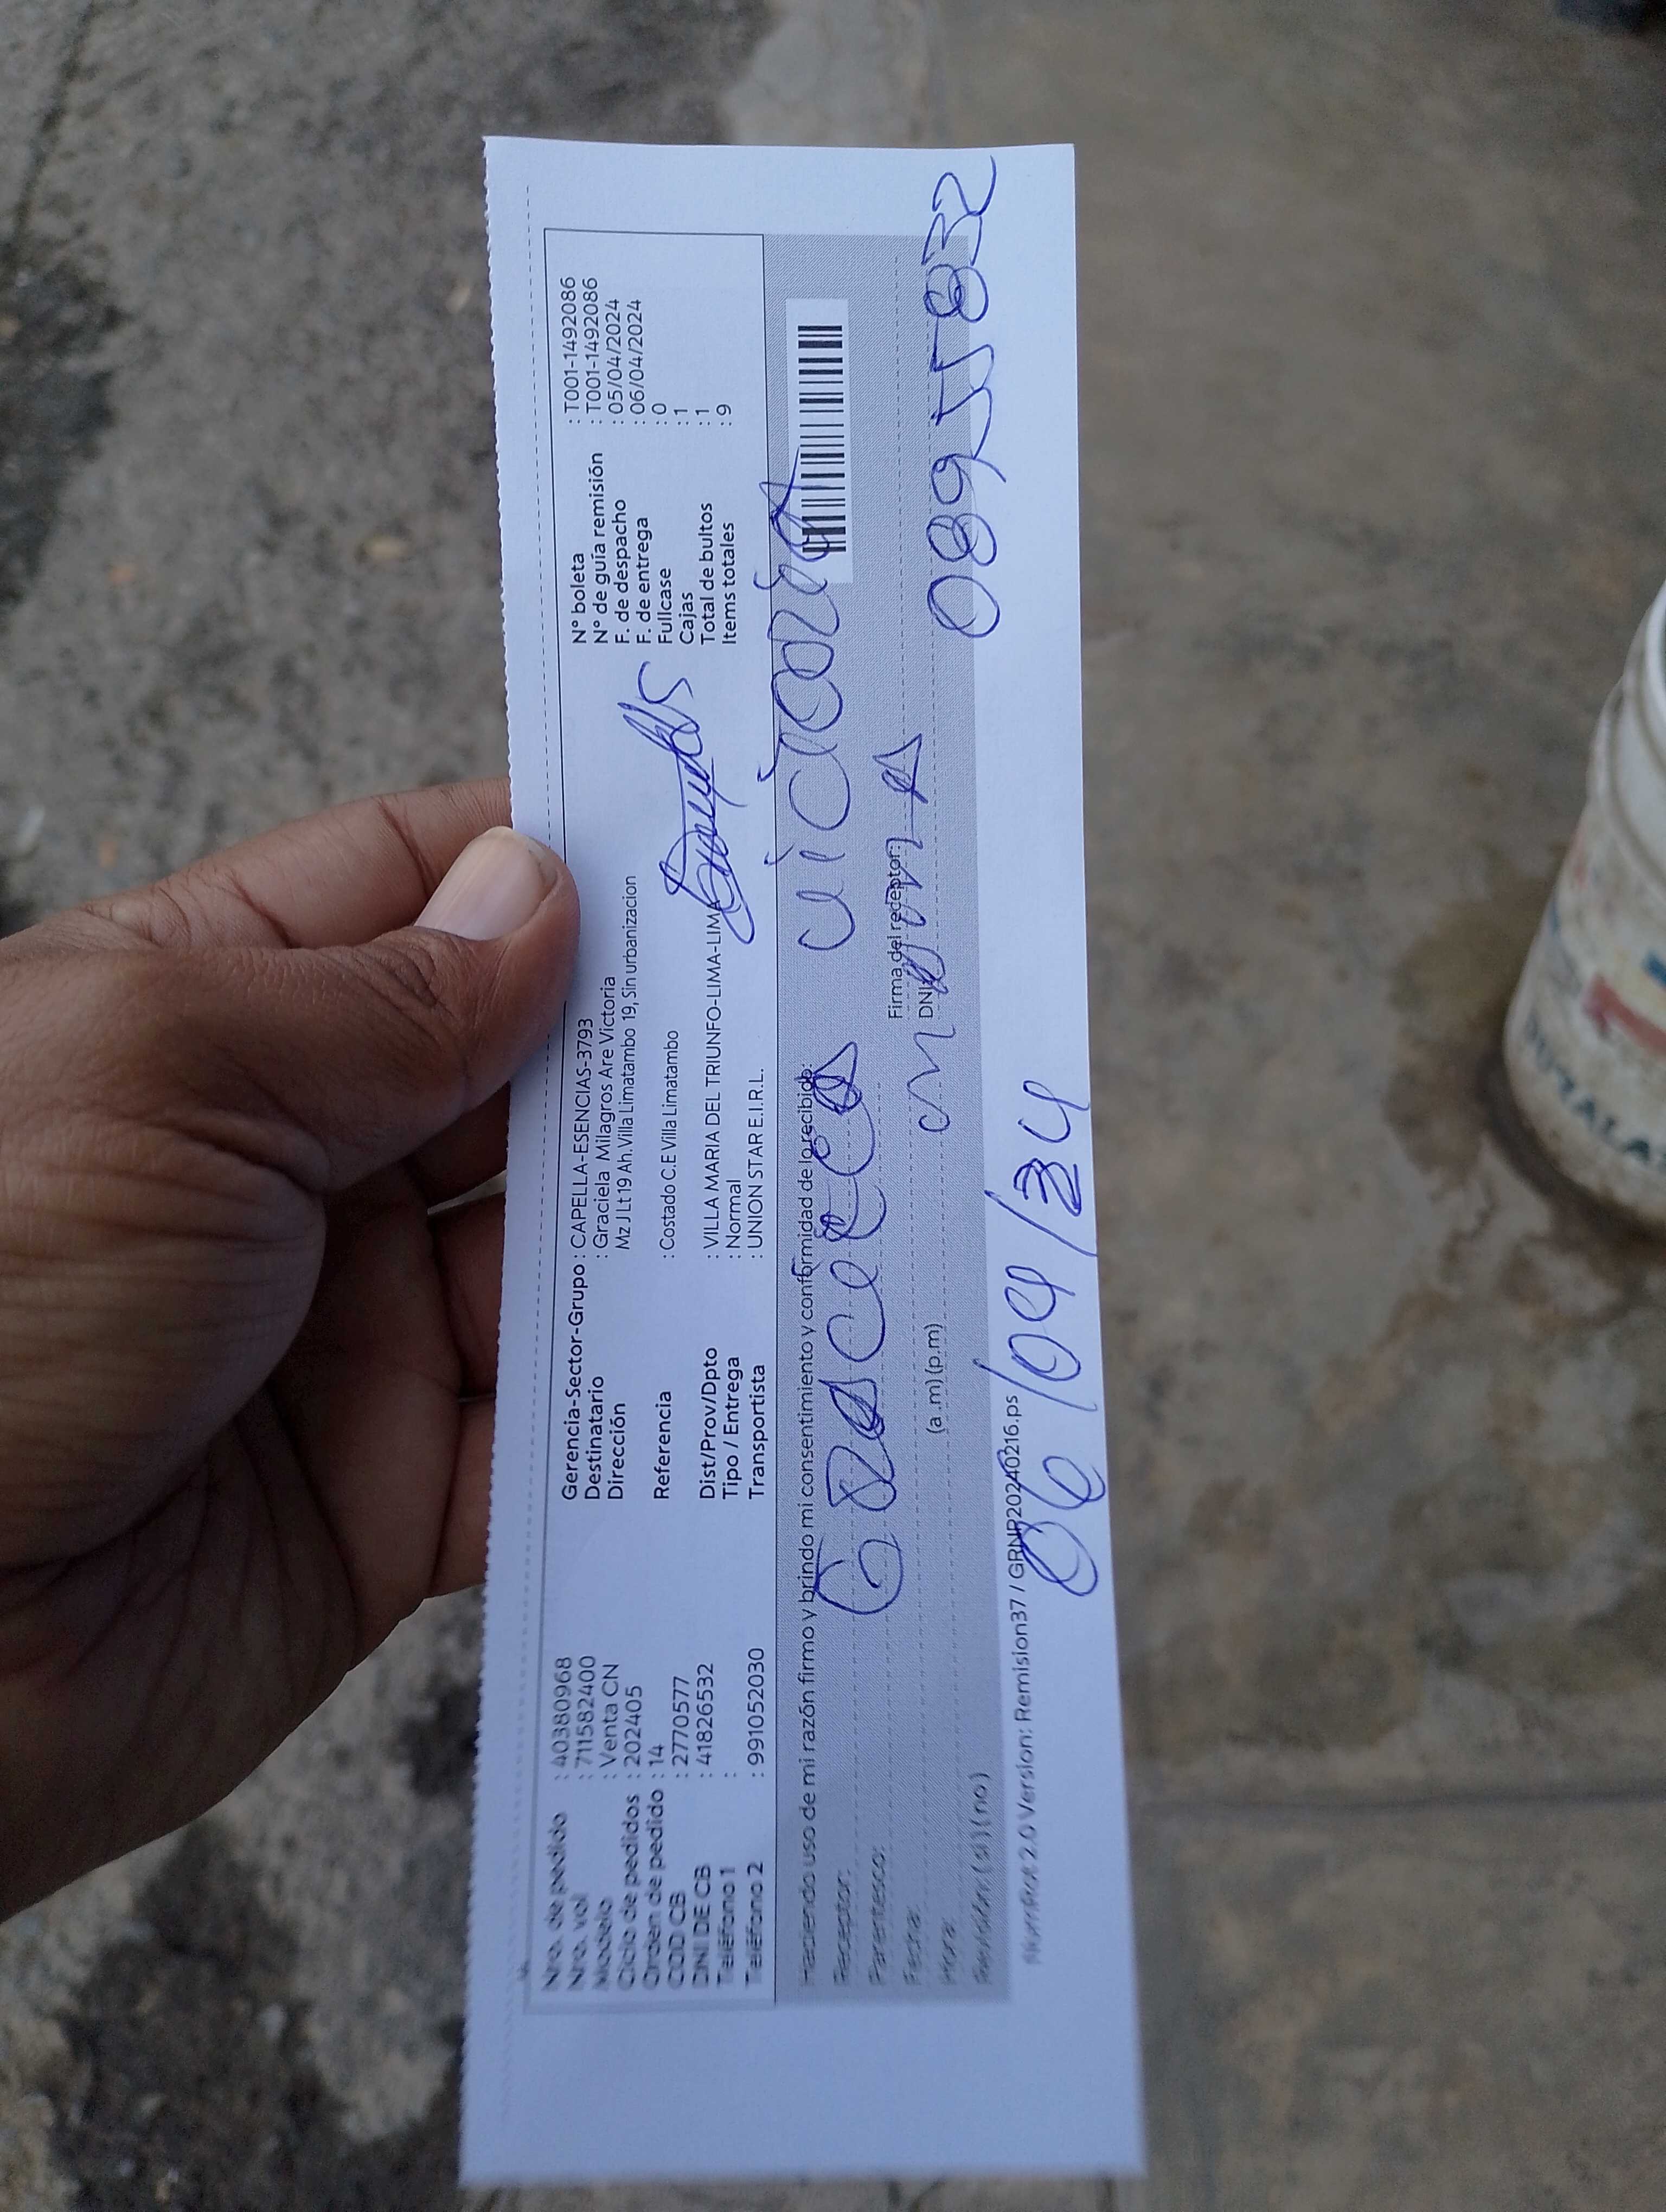 Nro. de pedido : 40380968
Nro. vol : 711582400
Modelo : Venta CN
Ciclo de pedidos : 202405
Orden de pedido : 14
COD CB : 2770577
DNI DE CB : 41826532
Teléfono 1 :
Teléfono 2 : 991052030
Gerencia-Sector-Grupo : CAPELLA-ESENCIAS-3793
Destinatario : Graciela Milagros Are Victoria
Dirección Mz J Lt 19 Ah. Villa Limatambo 19, Sin urbanizacion
Referencia : Costado C.E Villa Limatambo
Dist/Prov/Dpto : VILLA MARIA DEL TRIUNFO-LIMA-LIMA
Tipo / Entrega : Normal
Transportista : UNION STAR E.I.R.L.
N° boleta : T001-1492086
N° de guía remisión : T001-1492086
F. de despacho : 05/04/2024
F. de entrega : 06/04/2024
Fullcase : 0
Cajas : 1
Total de bultos : 1
Items totales : 9
Haciendo uso de mi razón firmo y brindo mi consentimiento y conformidad de lo recibido:
Receptor:
Parentesco:
Fecha:
Hora: (a.m) (p.m)
Revisión (si) (no)
Firma del receptor:
DNI:
08955832
06/04/24
2.0 Version: Remision37 / GRNP20240216.ps